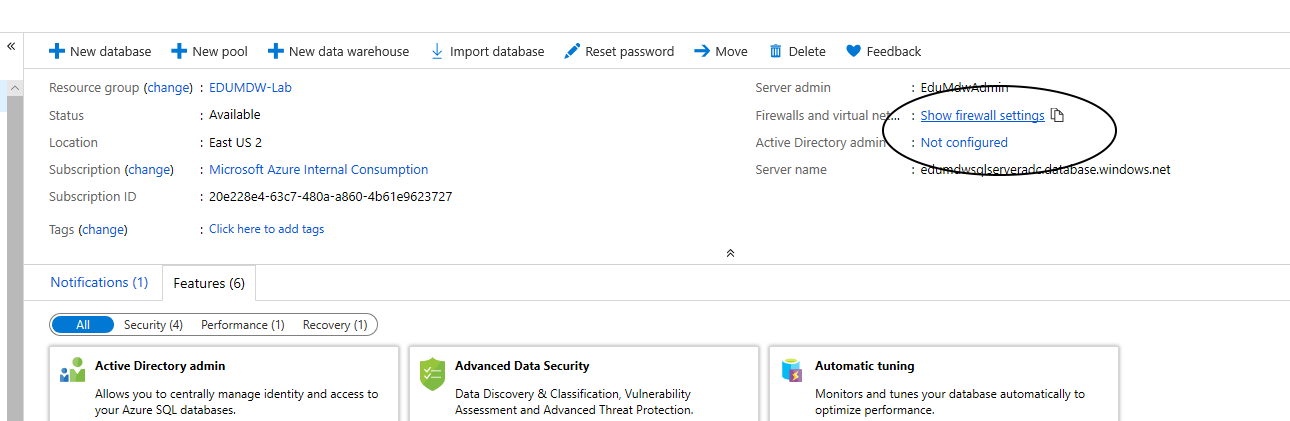 «
New database
New pool
New data warehouse
Import database
Reset password
Move
Delete
Feedback
Resource group (change) : EDUMDW-Lab
Status : Available
Location : East US 2
Subscription (change) : Microsoft Azure Internal Consumption
Subscription ID : 20e228e4-63c7-480a-a860-4b61e9623727
Tags (change) : Click here to add tags
Server admin : EduMdwAdmin
Firewalls and virtual net... : Show firewall settings
Active Directory admin : Not configured
Server name : edumdwsqlserveradc.database.windows.net
Notifications (1)
Features (6)
All
Security (4)
Performance (1)
Recovery (1)
Active Directory admin
Allows you to centrally manage identity and access to
your Azure SQL databases.
Advanced Data Security
Data Discovery & Classification, Vulnerability
Assessment and Advanced Threat Protection.
Automatic tuning
Monitors and tunes your database automatically to
optimize performance.